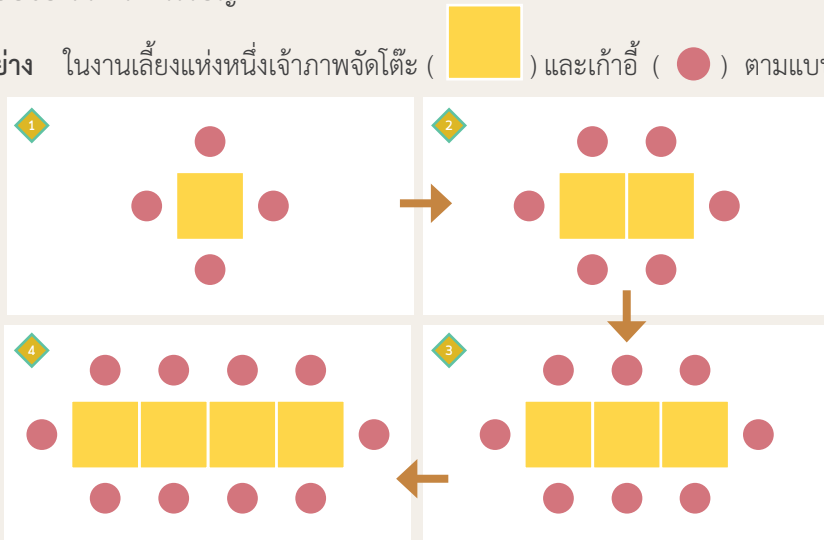 ย่าง ในงานเลี้ยงแห่งหนึ่งเจ้าภาพจัดโต๊ะ ( ) และเก้าอี้ ( ) ตามแบบ
1
2
4
3